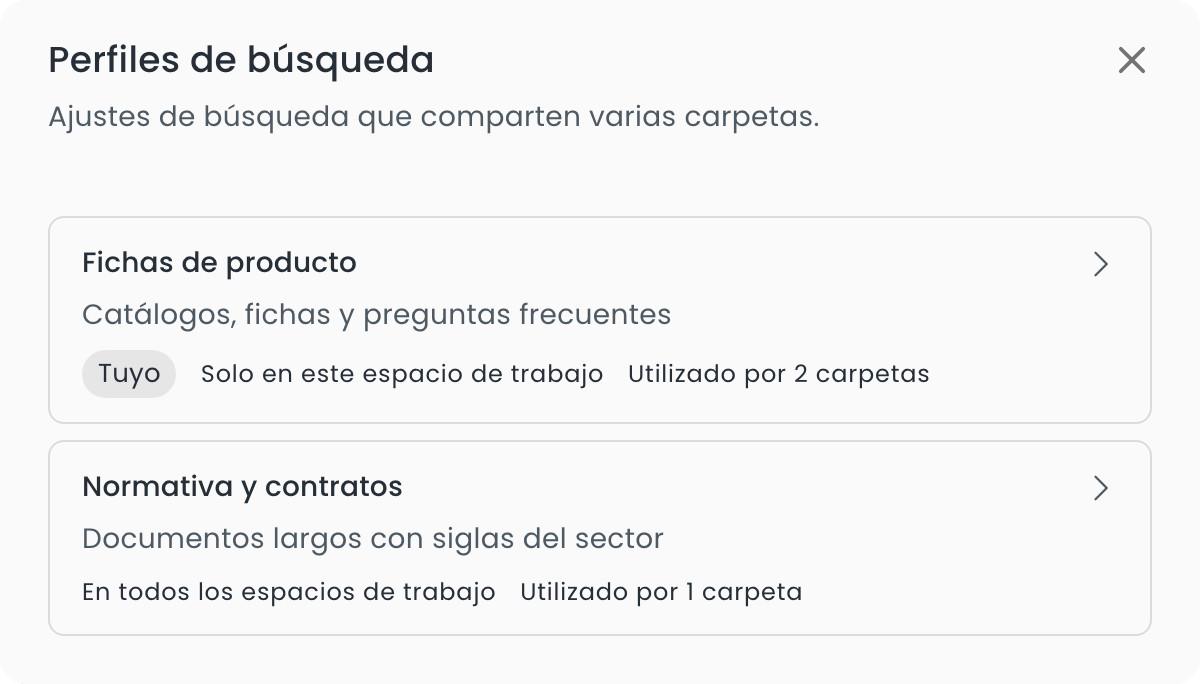 Perfiles de búsqueda
Ajustes de búsqueda que comparten varias carpetas.
Fichas de producto
Catálogos, fichas y preguntas frecuentes
Tuyo Solo en este espacio de trabajo Utilizado por 2 carpetas
Normativa y contratos
Documentos largos con siglas del sector
En todos los espacios de trabajo Utilizado por 1 carpeta